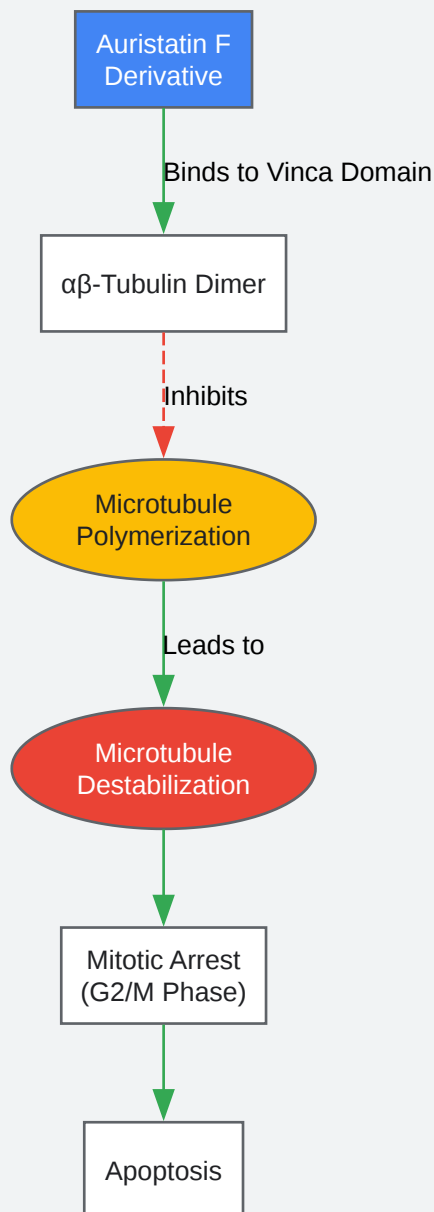 Auristatin F
Derivative
Binds to Vinca Domain
αβ-Tubulin Dimer
Inhibits
Microtubule
Polymerization
Leads to
Microtubule
Destabilization
Mitotic Arrest
(G2/M Phase)
Apoptosis